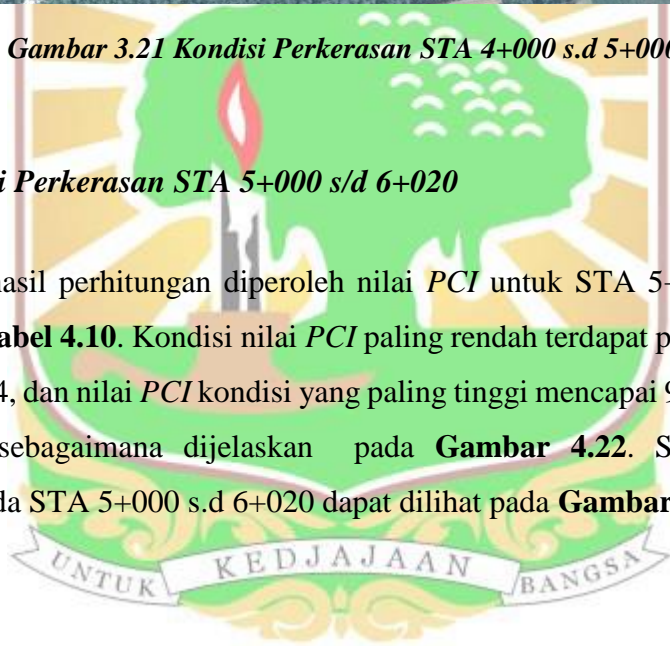 Gambar 3.21 Kondisi Perkerasan STA 4+000 s.d 5+000
i Perkerasan STA 5+000 s/d 6+020
hasil perhitungan diperoleh nilai PCI untuk STA 5+
abel 4.10. Kondisi nilai PCI paling rendah terdapat p
4, dan nilai PCI kondisi yang paling tinggi mencapai 9
sebagaimana dijelaskan pada Gambar 4.22. S
da STA 5+000 s.d 6+020 dapat dilihat pada Gambar
UNTUK KEDJAJAAN BANGSA